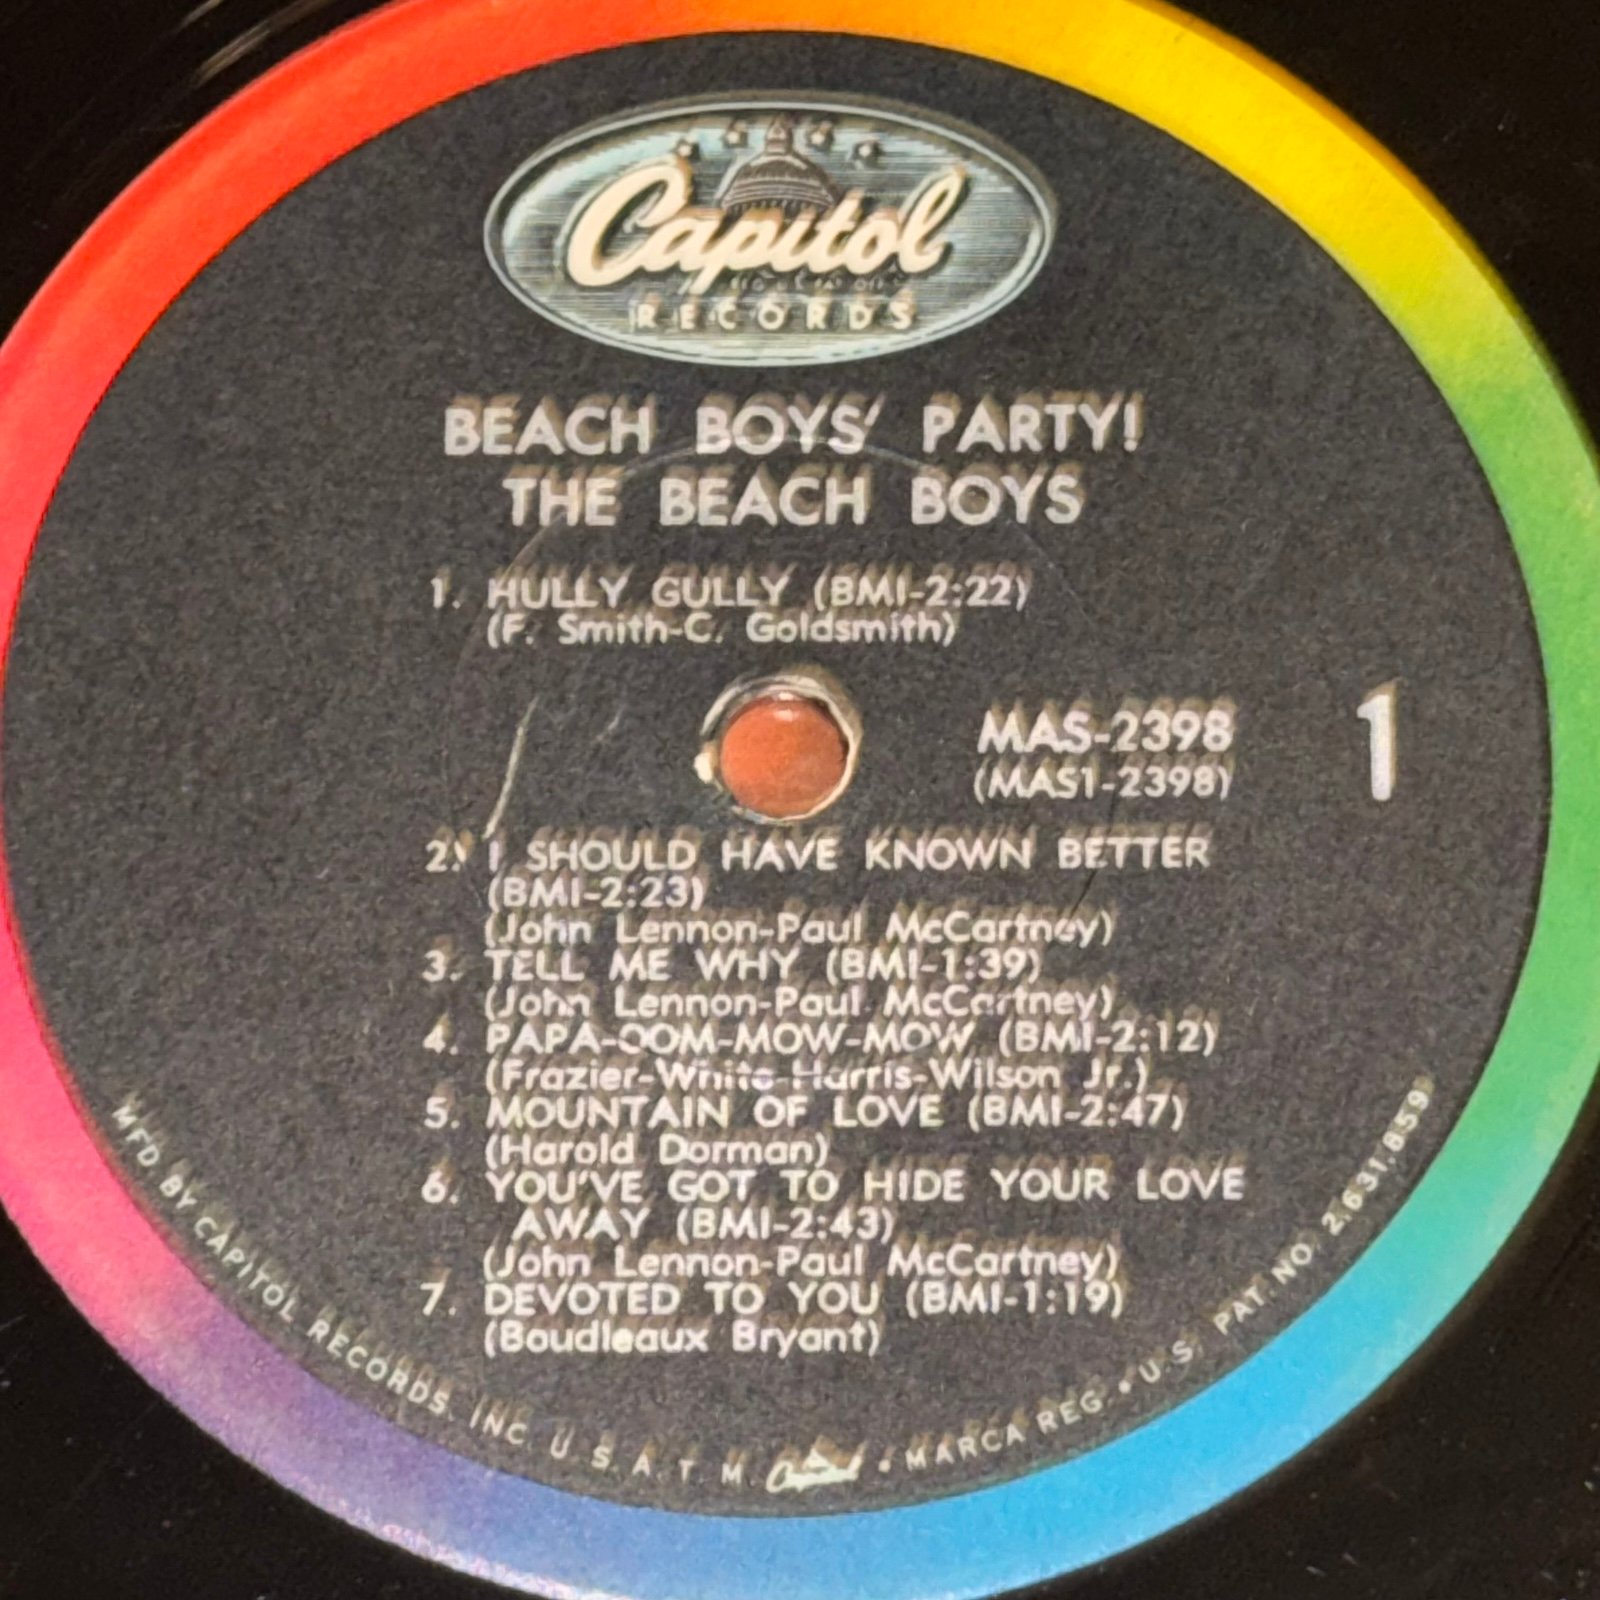 Capitol
RECORDS
BEACH BOYS' PARTY!
THE BEACH BOYS
1. HULLY GULLY (BMI-2:22)
(F. Smith-C. Goldsmith)
MAS-2398
(MAS1-2398)
1
2. I SHOULD HAVE KNOWN BETTER
(BMI-2:23)
(John Lennon-Paul McCartney)
3. TELL ME WHY (BMI-1:39)
(John Lennon-Paul McCartney)
4. PAPA-OOM-MOW-MOW (BMI-2:12)
(Frazier-White-Harris-Wilson Jr.)
5. MOUNTAIN OF LOVE (BMI-2:47)
(Harold Dorman)
6. YOU'VE GOT TO HIDE YOUR LOVE
AWAY (BMI-2:43)
(John Lennon-Paul McCartney)
7. DEVOTED TO YOU (BMI-1:19)
(Boudleaux Bryant)
MFD BY CAPITOL RECORDS, INC. U.S.A. T.M. Capitol • MARCA REG. • U.S. PAT. NO. 2,631,859